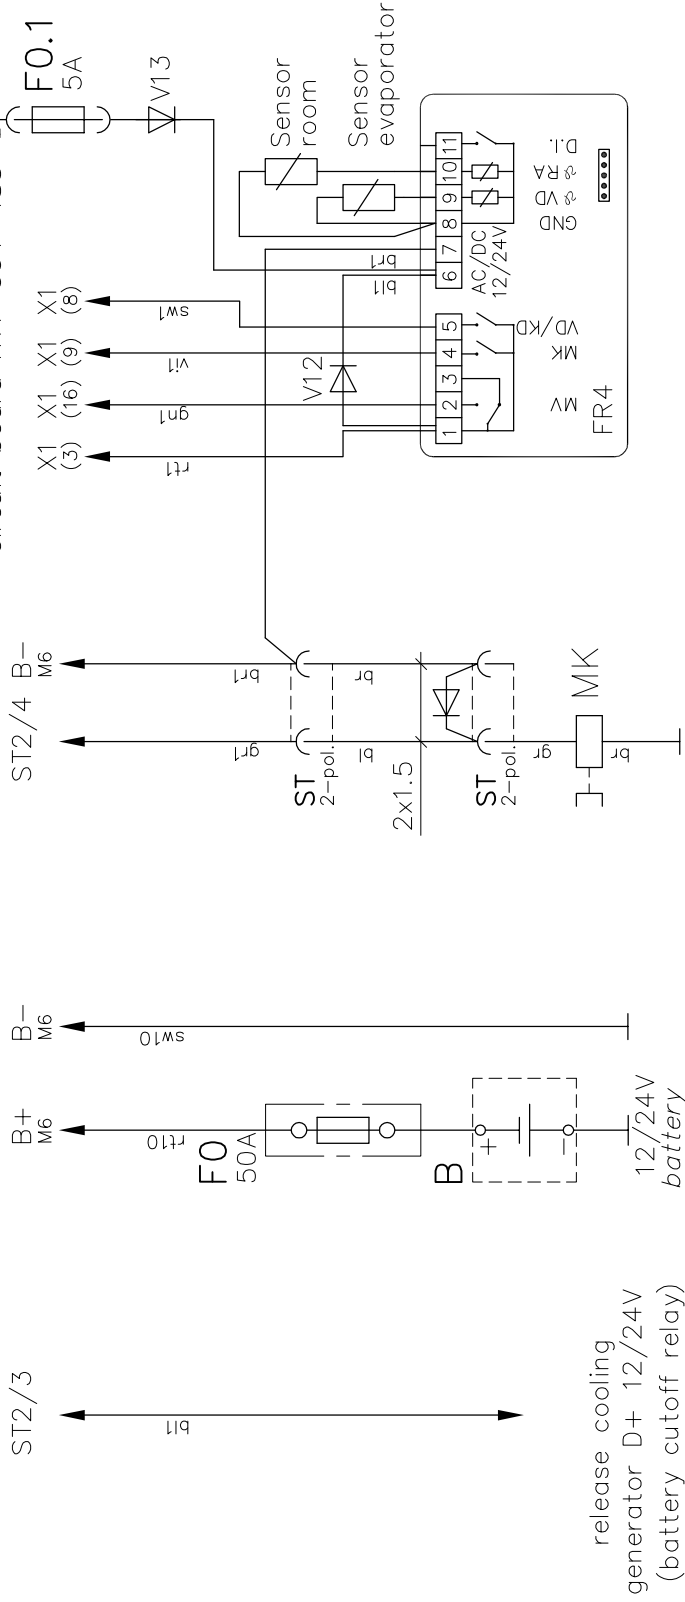 F0.1
5A
V13
Sensor
room
Sensor
evaporator
X1
(8)
X1
(9)
X1
(16)
X1
(3)
sw1
vi1
gn1
rt1
V12
br1
bl1
11
10
9
8
7
6
5
4
3
2
1
AC/DC
12/24V
D.I.
ϑ RA
ϑ VD
GND
VD/KD
MK
MV
FR4
ST2/4
B-
M6
br1
gr1
ST
2-pol.
br
bl
2x1.5
ST
2-pol.
gr
br
MK
B-
M6
sw10
B+
M6
rt10
F0
50A
B
+
-
12/24V
battery
ST2/3
bl1
release cooling
generator D+ 12/24V
(battery cutoff relay)